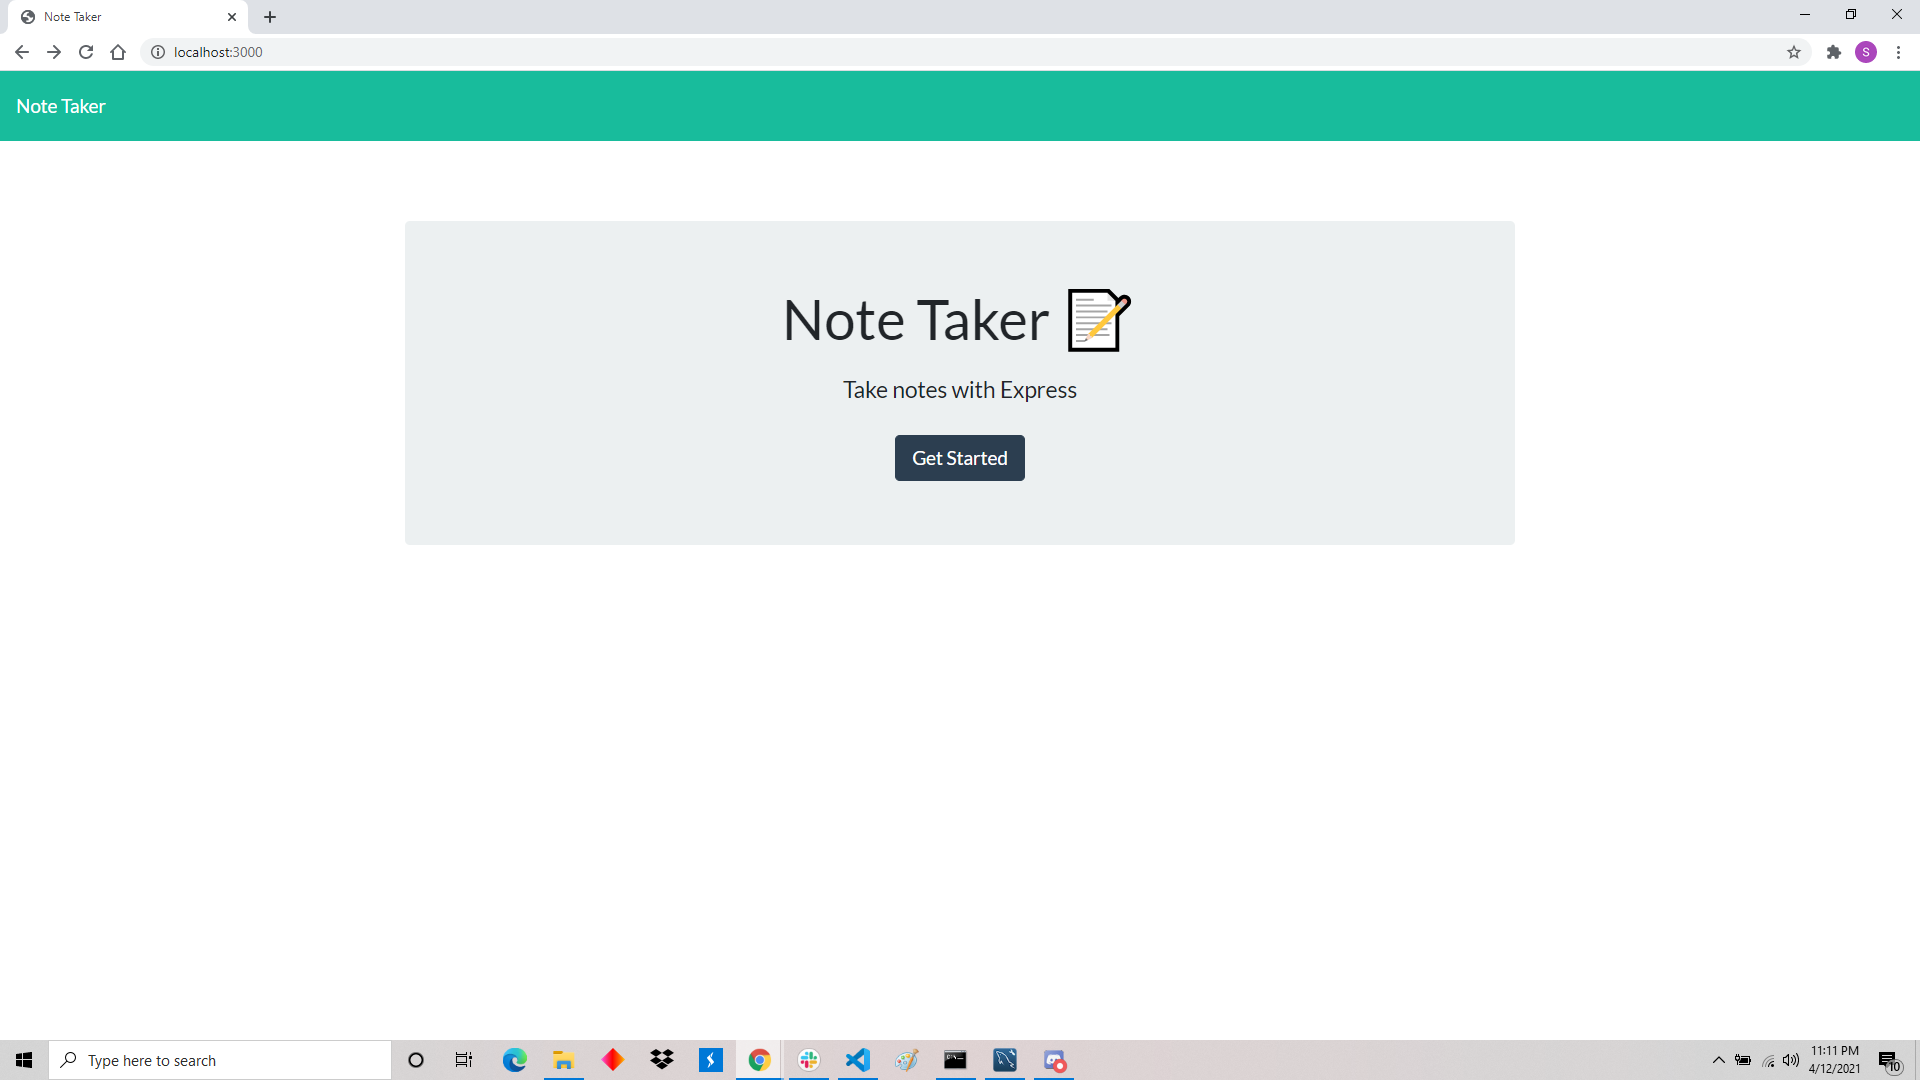 Note Taker
localhost:3000
S
Note Taker
Note Taker
Take notes with Express
Get Started
Type here to search
11:11 PM
4/12/2021
10